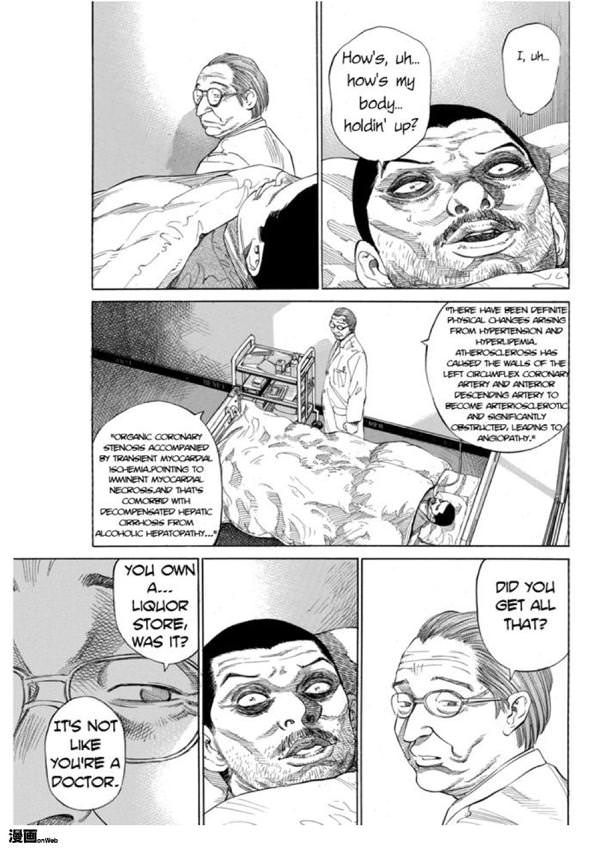 I, uh...
How's, uh...
how's my
body...
holdin' up?
"THERE HAVE BEEN DEFINITE
PHYSICAL CHANGES ARISING
FROM HYPERTENSION AND
HYPERLIPEMIA.
ATHEROSCLEROSIS HAS
CAUSED THE WALLS OF THE
LEFT CIRCUMFLEX CORONARY
ARTERY AND ANTERIOR
DESCENDING ARTERY TO
BECOME ARTERIOSCLEROTIC
AND SIGNIFICANTLY
OBSTRUCTED, LEADING TO
ANGIOPATHY."
"ORGANIC CORONARY
STENOSIS ACCOMPANIED
BY TRANSIENT MYOCARDIAL
ISCHEMIA.POINTING TO
IMMINENT MYOCARDIAL
NECROSIS.AND THAT'S
COMORBID WITH
DECOMPENSATED HEPATIC
CIRRHOSIS FROM
ALCOHOLIC HEPATOPATHY..."
DID YOU
GET ALL
THAT?
YOU OWN
A...
LIQUOR
STORE,
WAS IT?
IT'S NOT
LIKE
YOU'RE A
DOCTOR.
漫画 on Web